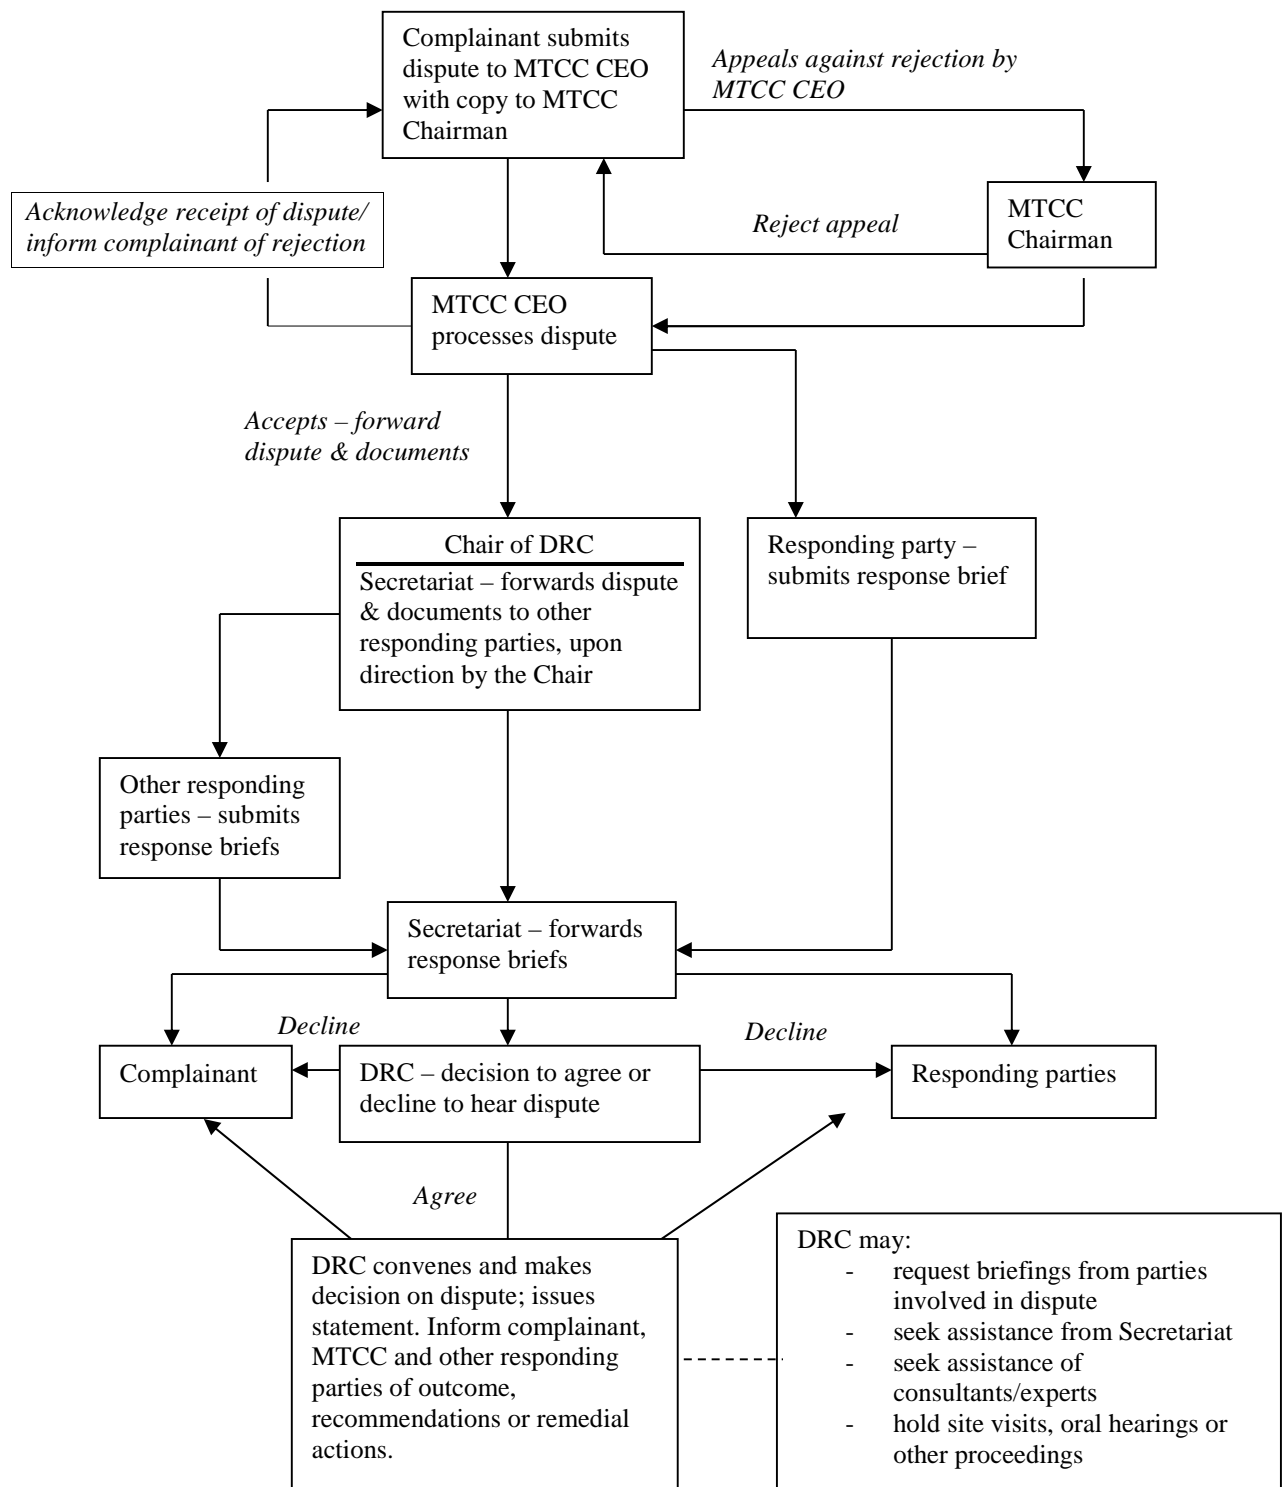 Complainant submits
dispute to MTCC CEO
with copy to MTCC
Chairman
Appeals against rejection by
MTCC CEO
Acknowledge receipt of dispute/
inform complainant of rejection
Reject appeal
MTCC
Chairman
MTCC CEO
processes dispute
Accepts – forward
dispute & documents
Chair of DRC
Secretariat – forwards dispute
& documents to other
responding parties, upon
direction by the Chair
Responding party –
submits response brief
Other responding
parties – submits
response briefs
Secretariat – forwards
response briefs
Decline
Decline
Complainant
DRC – decision to agree or
decline to hear dispute
Responding parties
Agree
DRC convenes and makes
decision on dispute; issues
statement. Inform complainant,
MTCC and other responding
parties of outcome,
recommendations or remedial
actions.
DRC may:
- request briefings from parties
involved in dispute
- seek assistance from Secretariat
- seek assistance of
consultants/experts
- hold site visits, oral hearings or
other proceedings